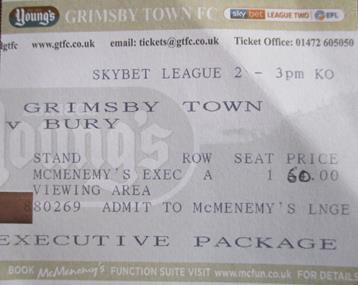 Young's GRIMSBY TOWN FC sky bet LEAGUE TWO EFL
dgtfc www.gtfc.co.uk email: tickets@gtfc.co.uk Ticket Office: 01472 605050
SKYBET LEAGUE 2 - 3pm KO
GRIMSBY TOWN
v BURY
Young's
STAND ROW SEAT PRICE
MCMENEMY'S EXEC A 1 60.00
VIEWING AREA
880269 ADMIT TO McMENEMY'S LNGE
EXECUTIVE PACKAGE
BOOK McMenemy's FUNCTION SUITE VISIT www.mcfun.co.uk FOR DETAILS